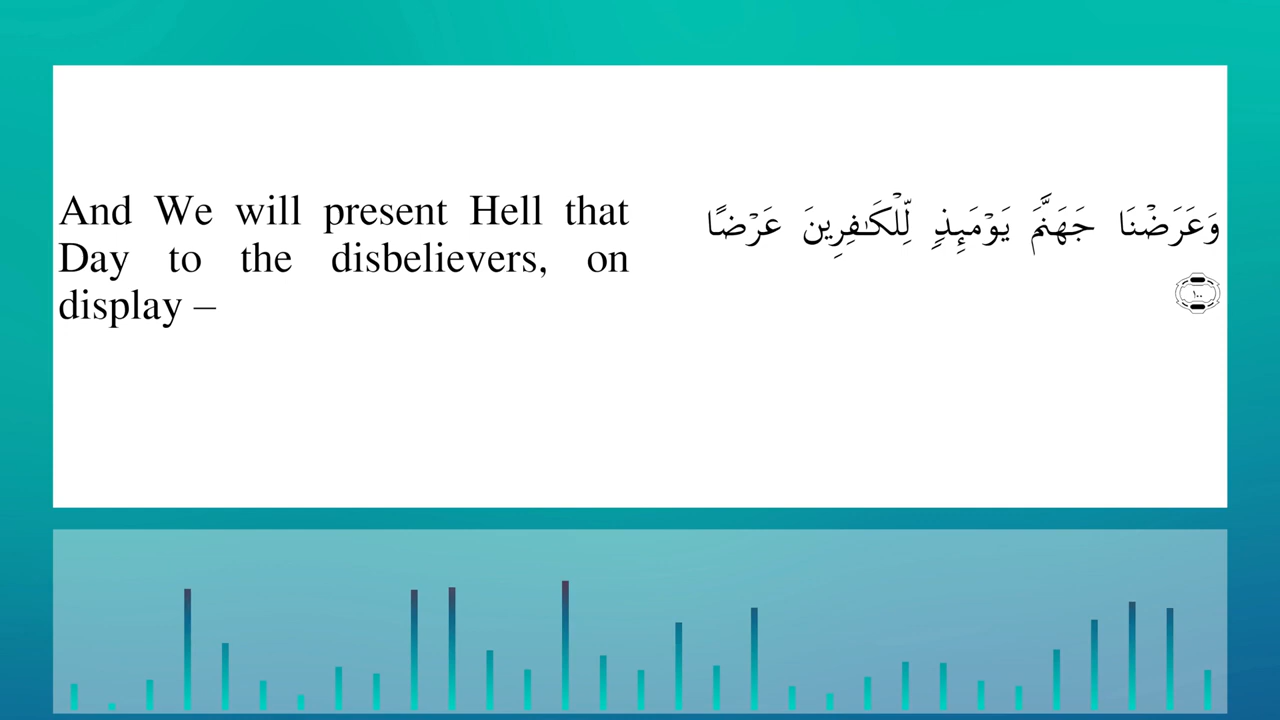 And We will present Hell that
Day to the disbelievers, on
display –
وَعَرَضْنَا جَهَنَّمَ يَوْمَئِذٍ لِّلْكَـٰفِرِينَ عَرْضًا
١٠٠